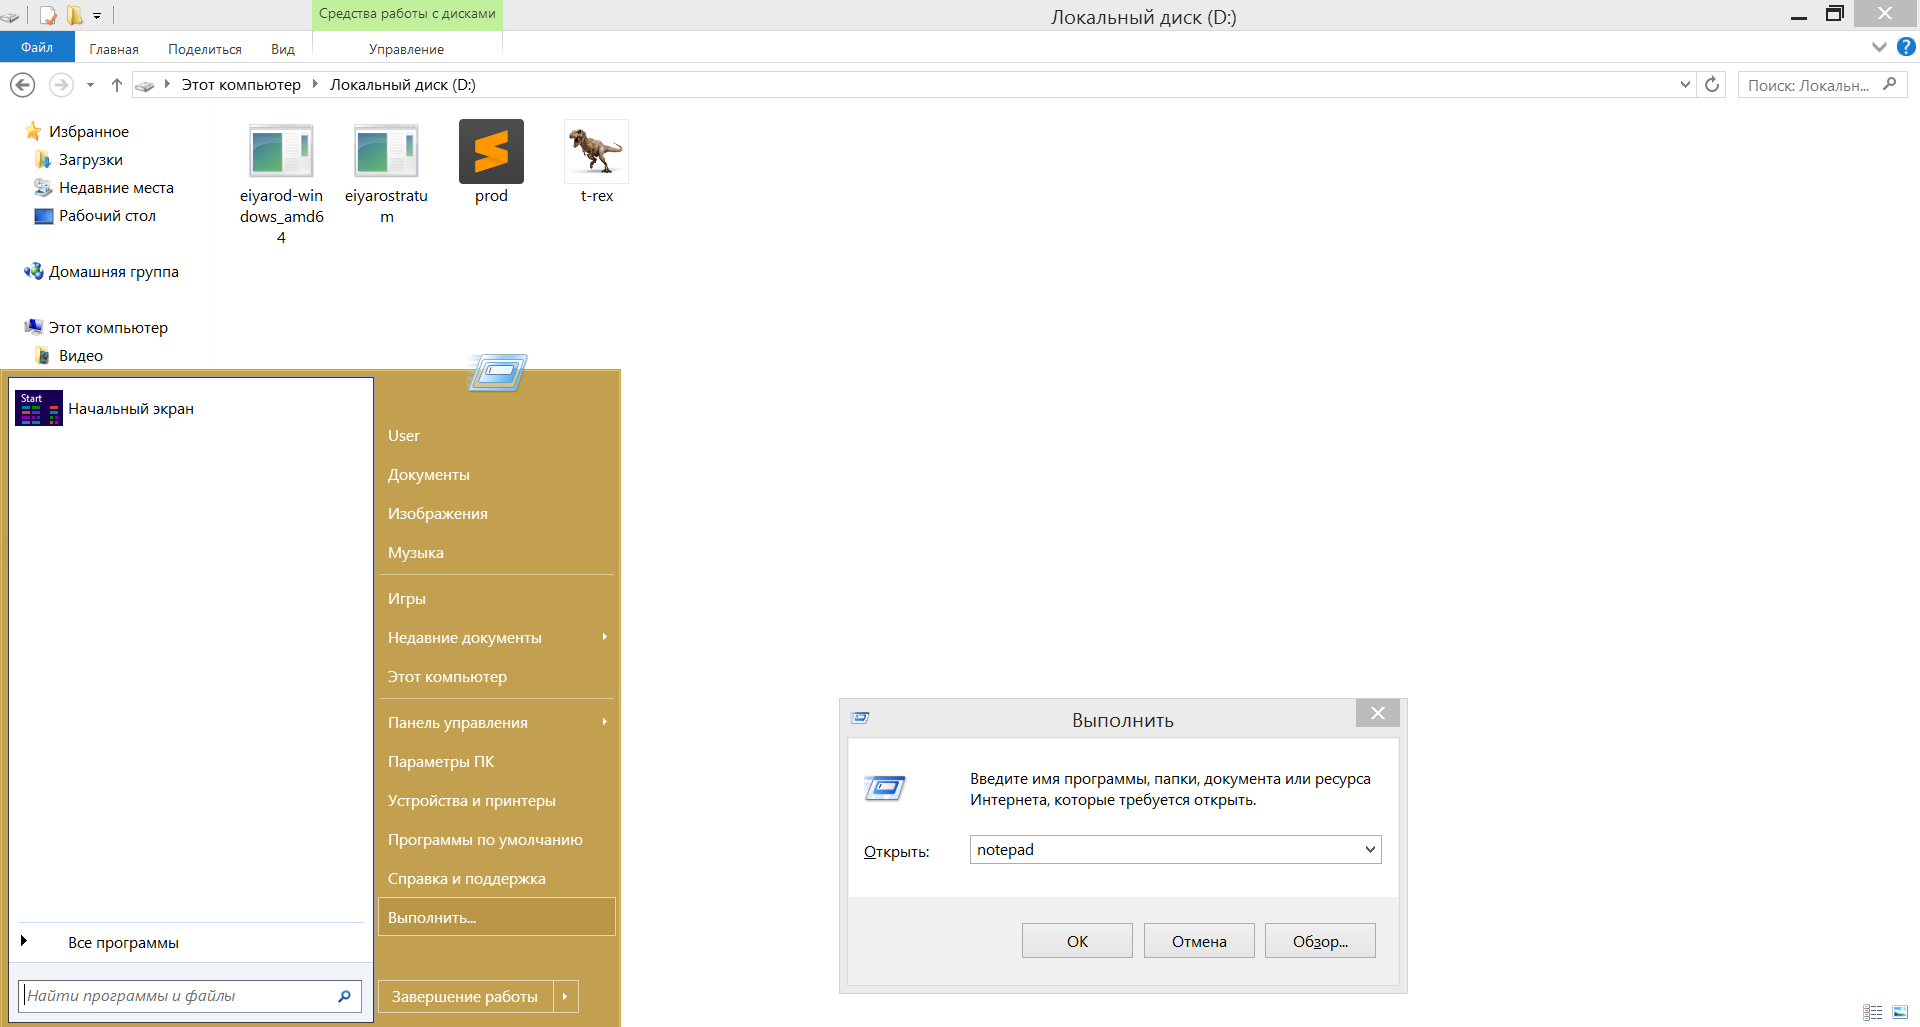 Средства работы с дисками
Локальный диск (D:)
Файл
Главная
Поделиться
Вид
Управление
Этот компьютер
Локальный диск (D:)
Поиск: Локальн...
Избранное
Загрузки
Недавние места
Рабочий стол
Домашняя группа
Этот компьютер
Видео
eiyarod-win
dows_amd6
4
eiyarostratu
m
prod
t-rex
Start
Начальный экран
Все программы
Найти программы и файлы
User
Документы
Изображения
Музыка
Игры
Недавние документы
Этот компьютер
Панель управления
Параметры ПК
Устройства и принтеры
Программы по умолчанию
Справка и поддержка
Выполнить...
Завершение работы
Выполнить
Введите имя программы, папки, документа или ресурса
Интернета, которые требуется открыть.
Открыть:
notepad
ОК
Отмена
Обзор...